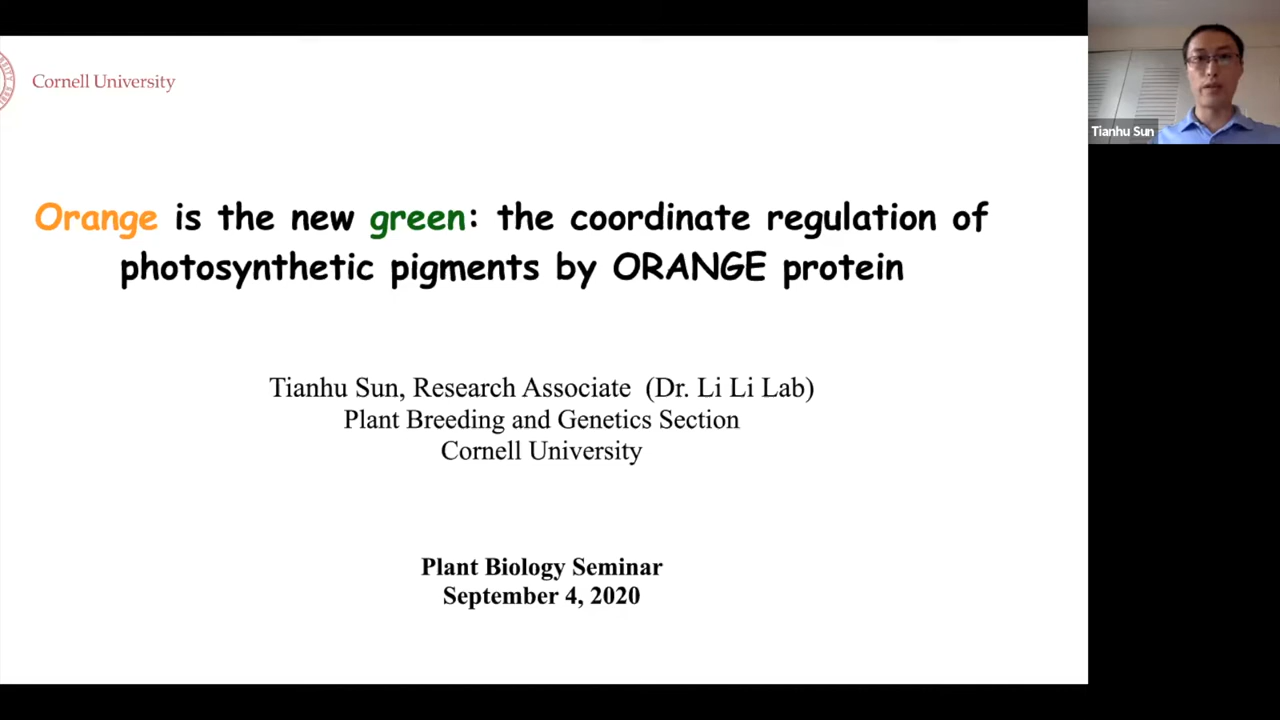 Cornell University
Orange is the new green: the coordinate regulation of
photosynthetic pigments by ORANGE protein
Tianhu Sun, Research Associate (Dr. Li Li Lab)
Plant Breeding and Genetics Section
Cornell University
Plant Biology Seminar
September 4, 2020
Tianhu Sun